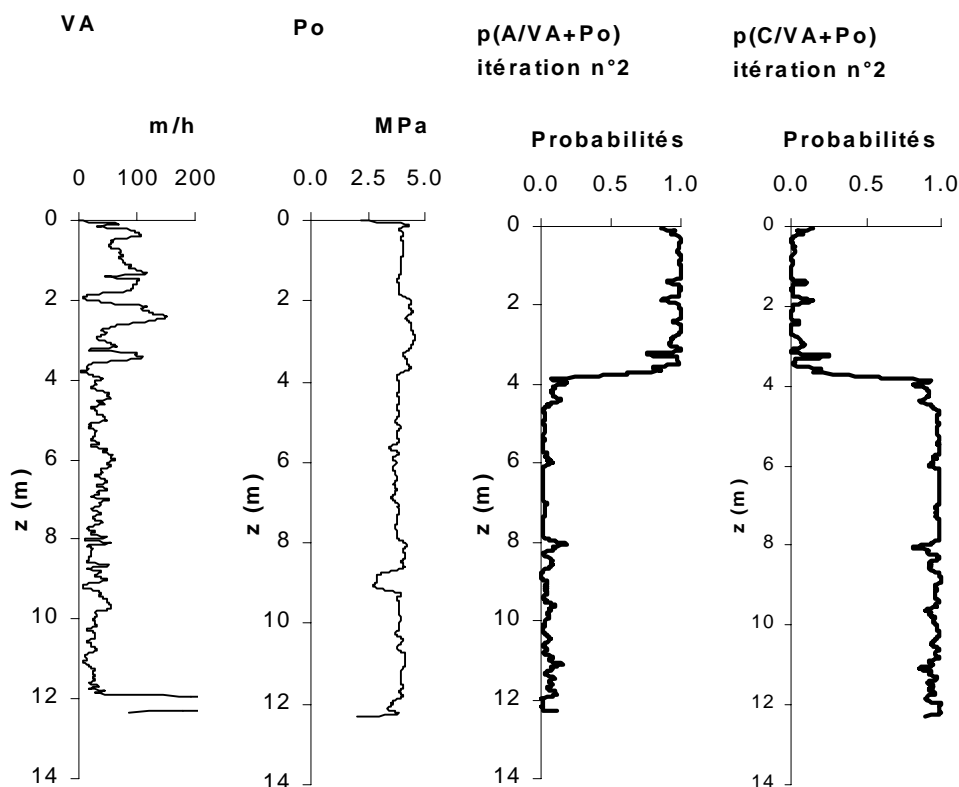 VA
Po
p(A/VA+Po)
itération n°2
p(C/VA+Po)
itération n°2
m/h
MPa
Probabilités
Probabilités
0 100 200
0.0 2.5 5.0
0.0 0.5 1.0
0.0 0.5 1.0
0
2
4
6
8
10
12
14
z (m)
0
2
4
6
8
10
12
14
z (m)
0
2
4
6
8
10
12
14
z (m)
0
2
4
6
8
10
12
14
z (m)